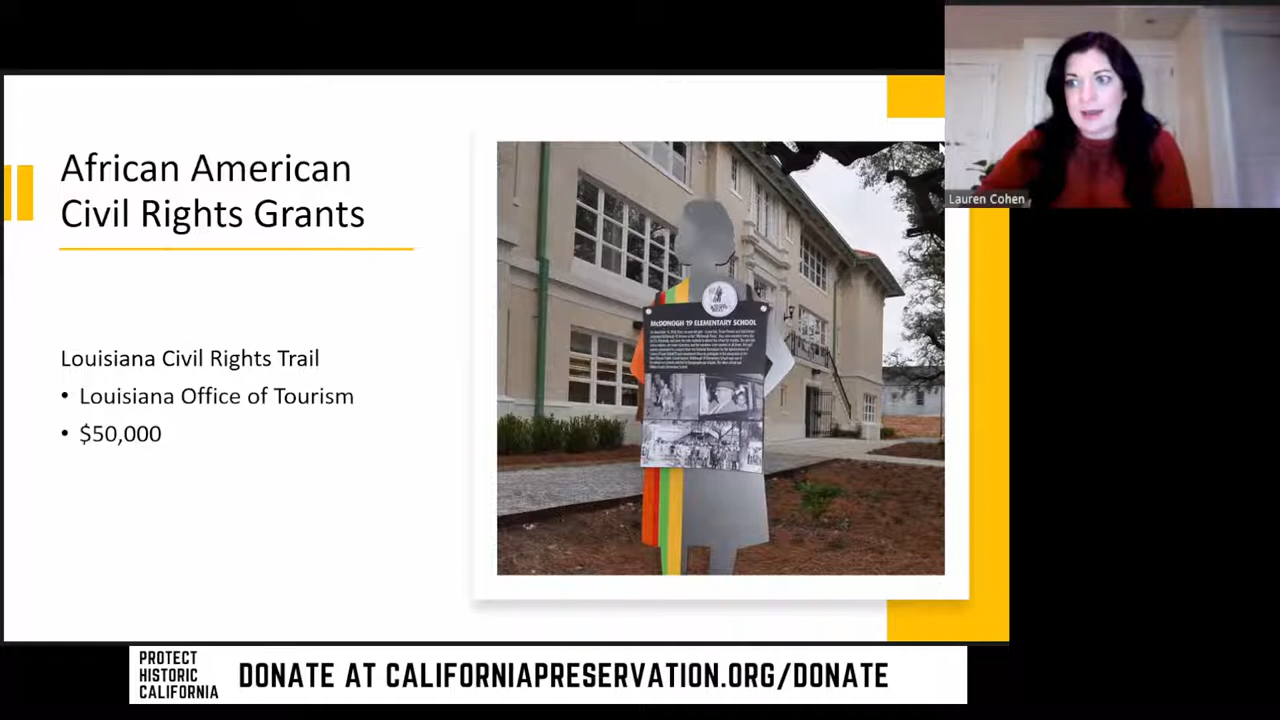 African American
Civil Rights Grants
Louisiana Civil Rights Trail
• Louisiana Office of Tourism
• $50,000
McDONOGH 19 ELEMENTARY SCHOOL
Lauren Cohen
PROTECT
HISTORIC
CALIFORNIA
DONATE AT CALIFORNIAPRESERVATION.ORG/DONATE